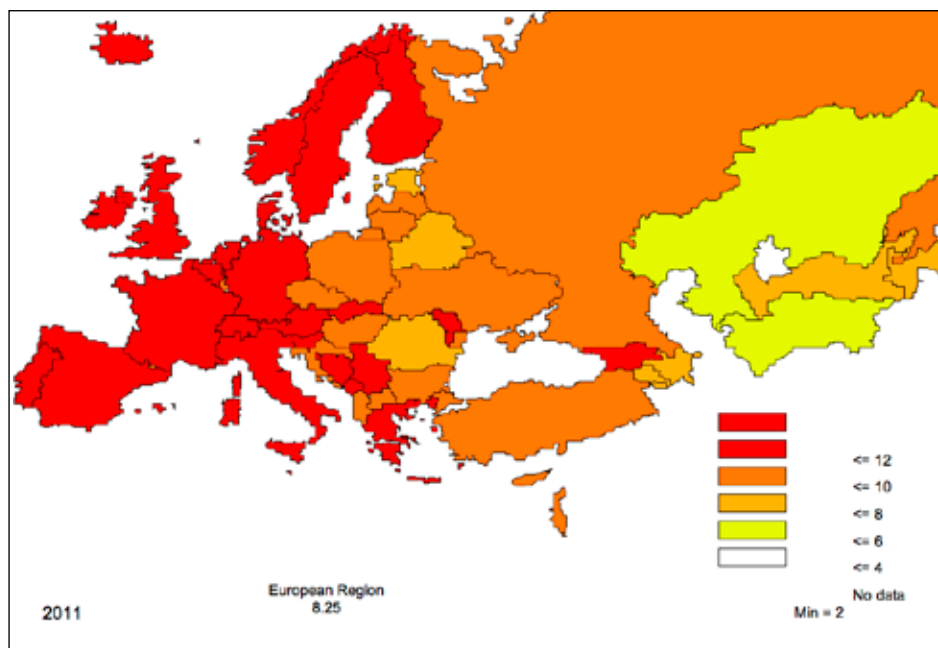 <= 12
<= 10
<= 8
<= 6
<= 4
No data
European Region
8.25
2011
Min = 2